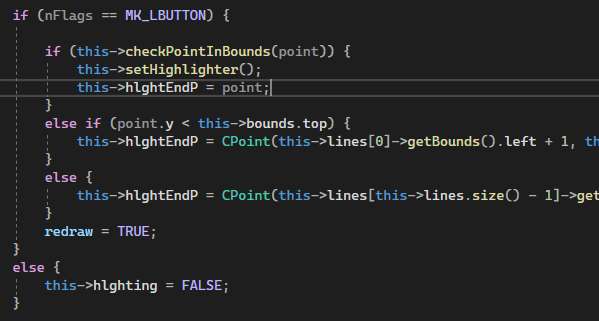 if (nFlags == MK_LBUTTON) {
if (this->checkPointInBounds(point)) {
this->setHighlighter();
this->hlghtEndP = point;
}
else if (point.y < this->bounds.top) {
this->hlghtEndP = CPoint(this->lines[0]->getBounds().left + 1, th
}
else {
this->hlghtEndP = CPoint(this->lines[this->lines.size() - 1]->get
}
redraw = TRUE;
}
else {
this->hlghting = FALSE;
}